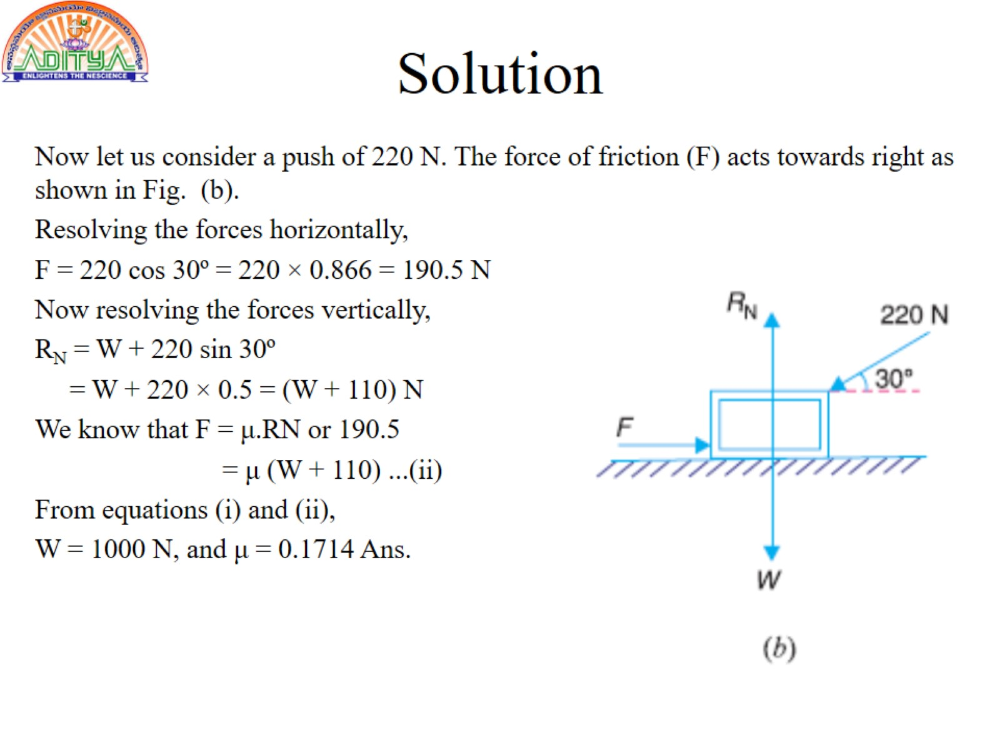 ADITYA
ENLIGHTENS THE NESCIENCE
Solution
Now let us consider a push of 220 N. The force of friction (F) acts towards right as
shown in Fig. (b).
Resolving the forces horizontally,
F = 220 cos 30º = 220 × 0.866 = 190.5 N
Now resolving the forces vertically,
R_N = W + 220 sin 30º
= W + 220 × 0.5 = (W + 110) N
We know that F = μ.RN or 190.5
= μ (W + 110) ...(ii)
From equations (i) and (ii),
W = 1000 N, and μ = 0.1714 Ans.
R_N
220 N
30º
F
W
(b)